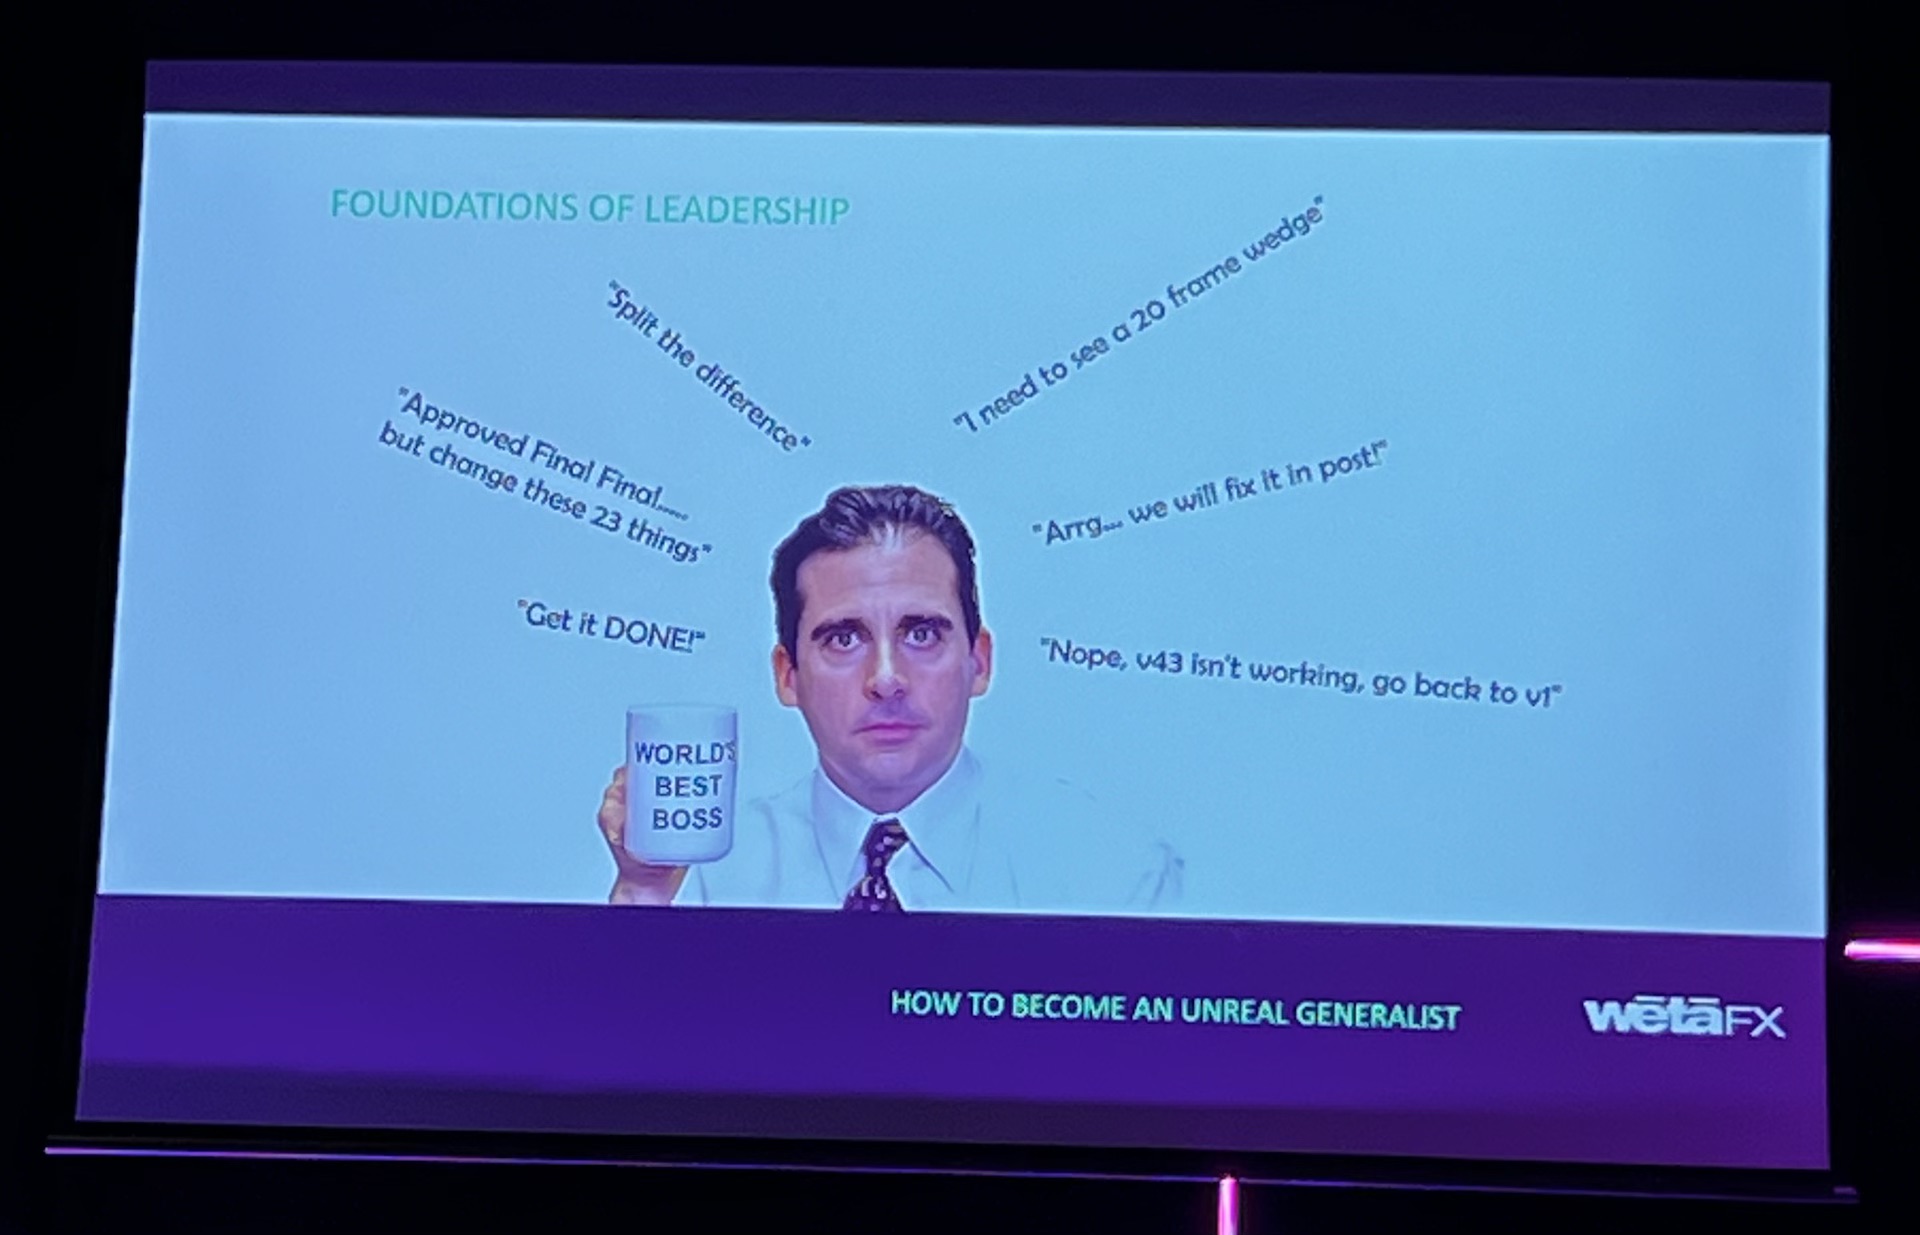 FOUNDATIONS OF LEADERSHIP
"Split the difference"
"I need to see a 20 frame wedge"
"Approved Final Final.....
but change these 23 things"
"Arrg... we will fix it in post!"
"Get it DONE!"
"Nope, v43 isn't working, go back to v1"
WORLD'S
BEST
BOSS
HOW TO BECOME AN UNREAL GENERALIST
wētāFX